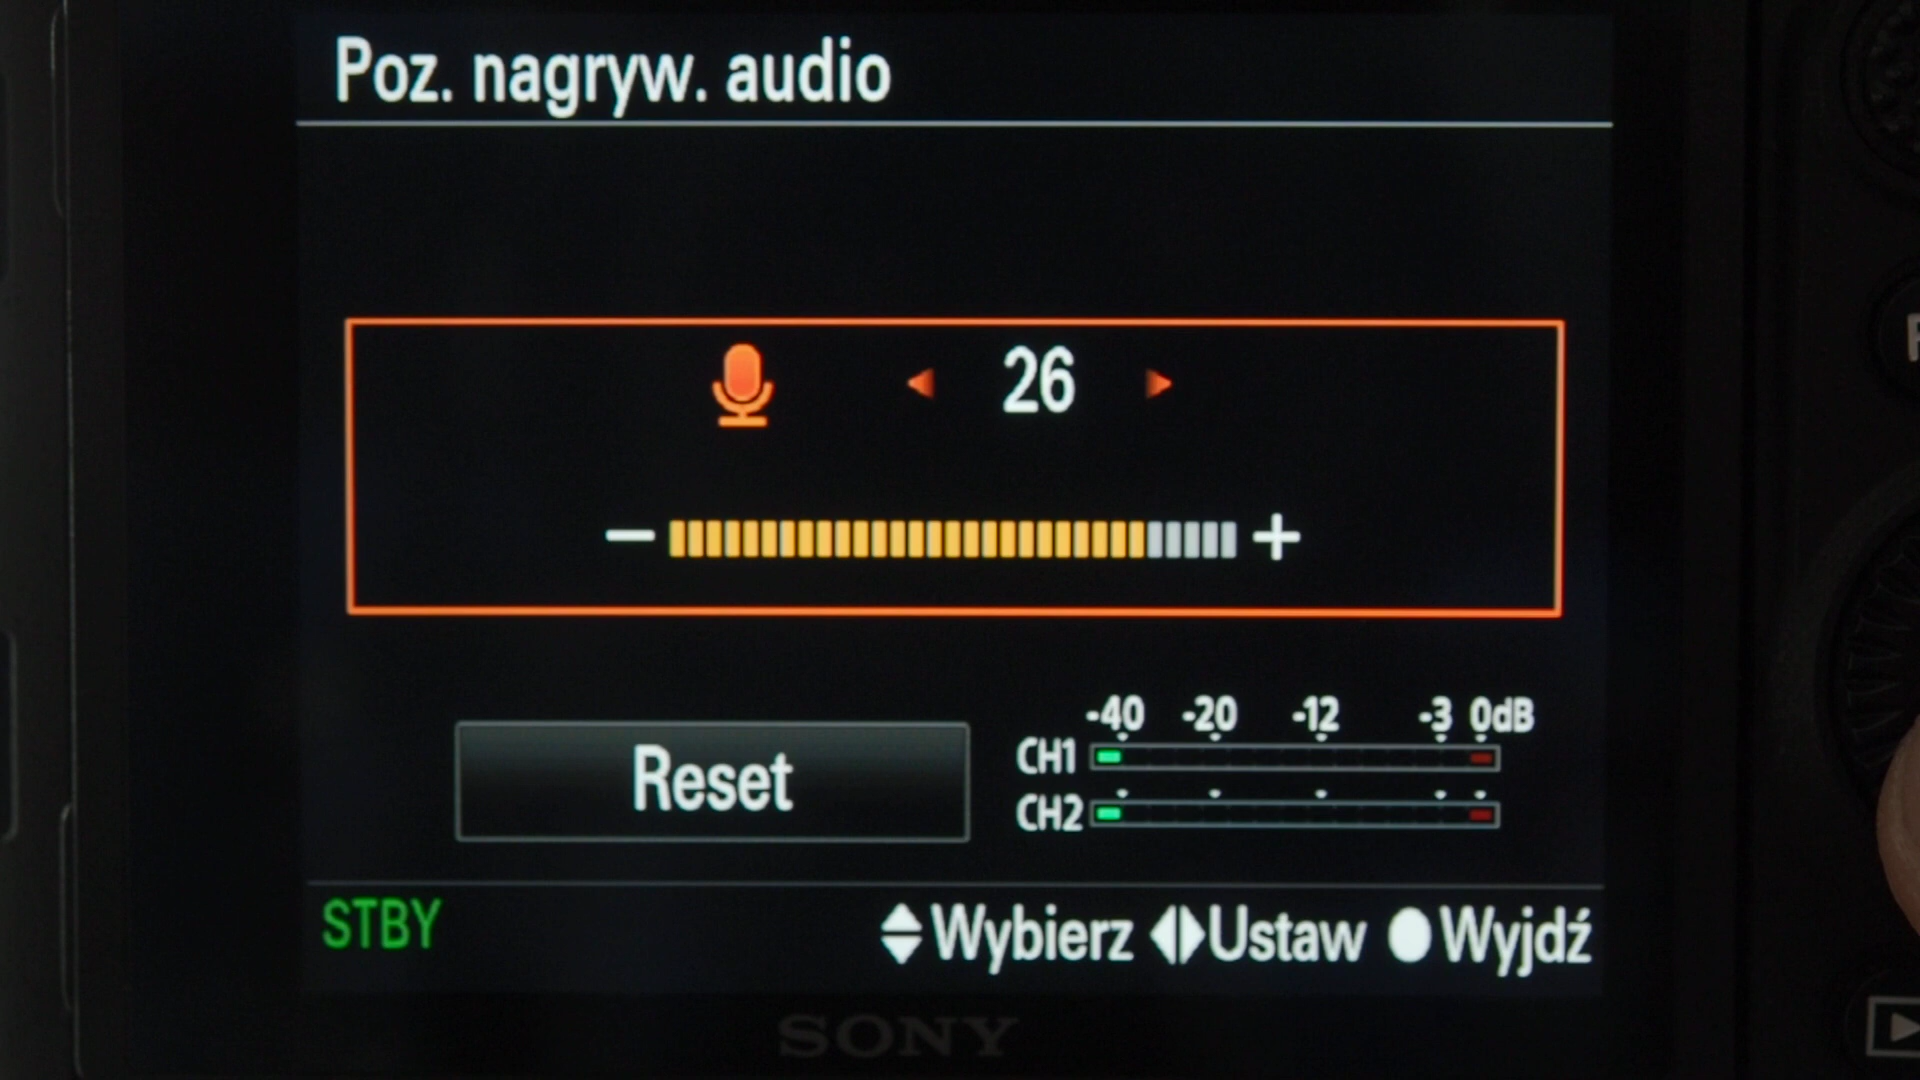 Poz. nagryw. audio
26
Reset
-40 -20 -12 -3 0dB
CH1
CH2
STBY
Wybierz Ustaw Wyjdź
SONY